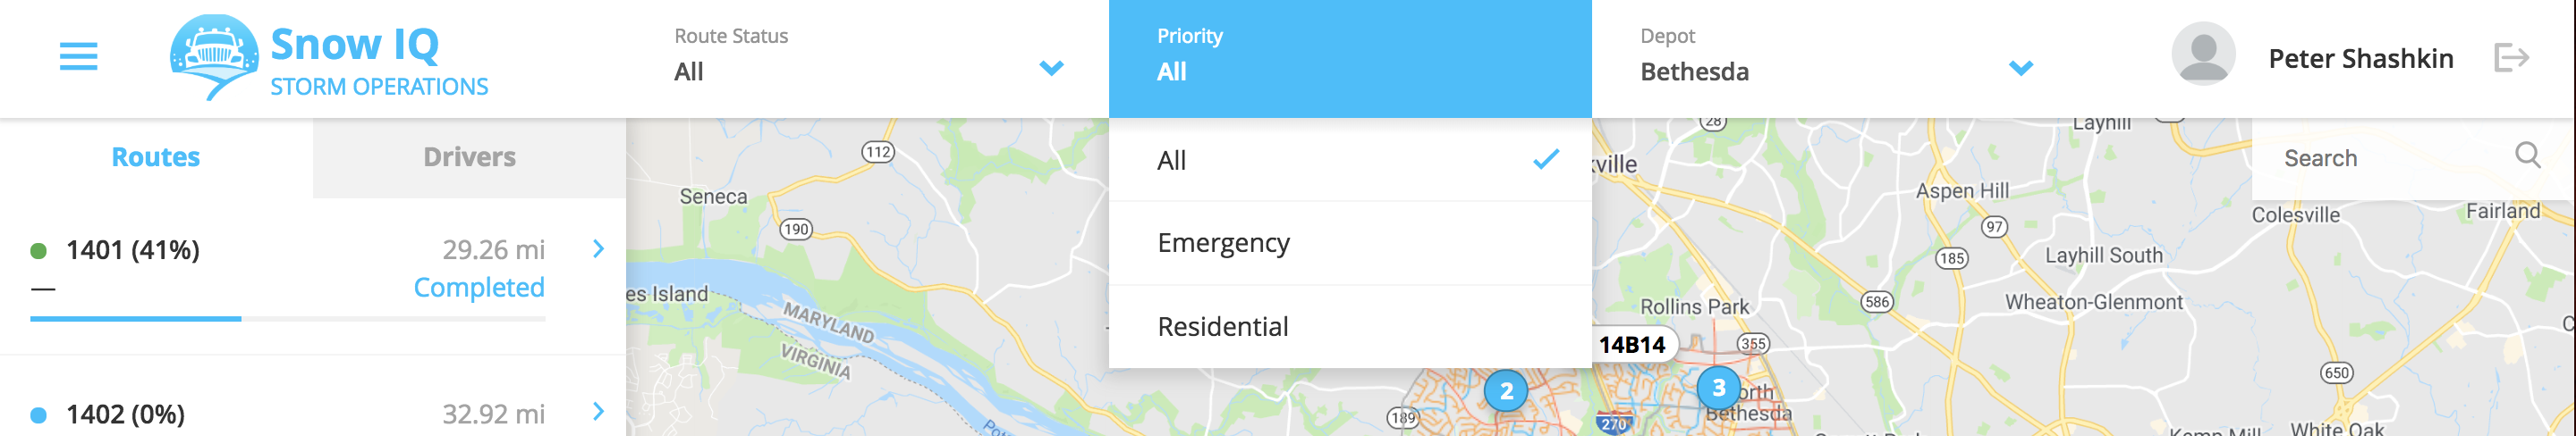 Snow IQ
STORM OPERATIONS
Route Status
All
Priority
All
Depot
Bethesda
Peter Shashkin
Routes
Drivers
1401 (41%)
29.26 mi
—
Completed
1402 (0%)
32.92 mi
All
Emergency
Residential
Search
112
Seneca
190
es Island
MARYLAND
VIRGINIA
28
Layhill
ville
Aspen Hill
97
Colesville
Fairland
185
Layhill South
586
Wheaton-Glenmont
Rollins Park
14B14
355
2
3
orth
Bethesda
189
270
650
Kemp Mill
White Oak